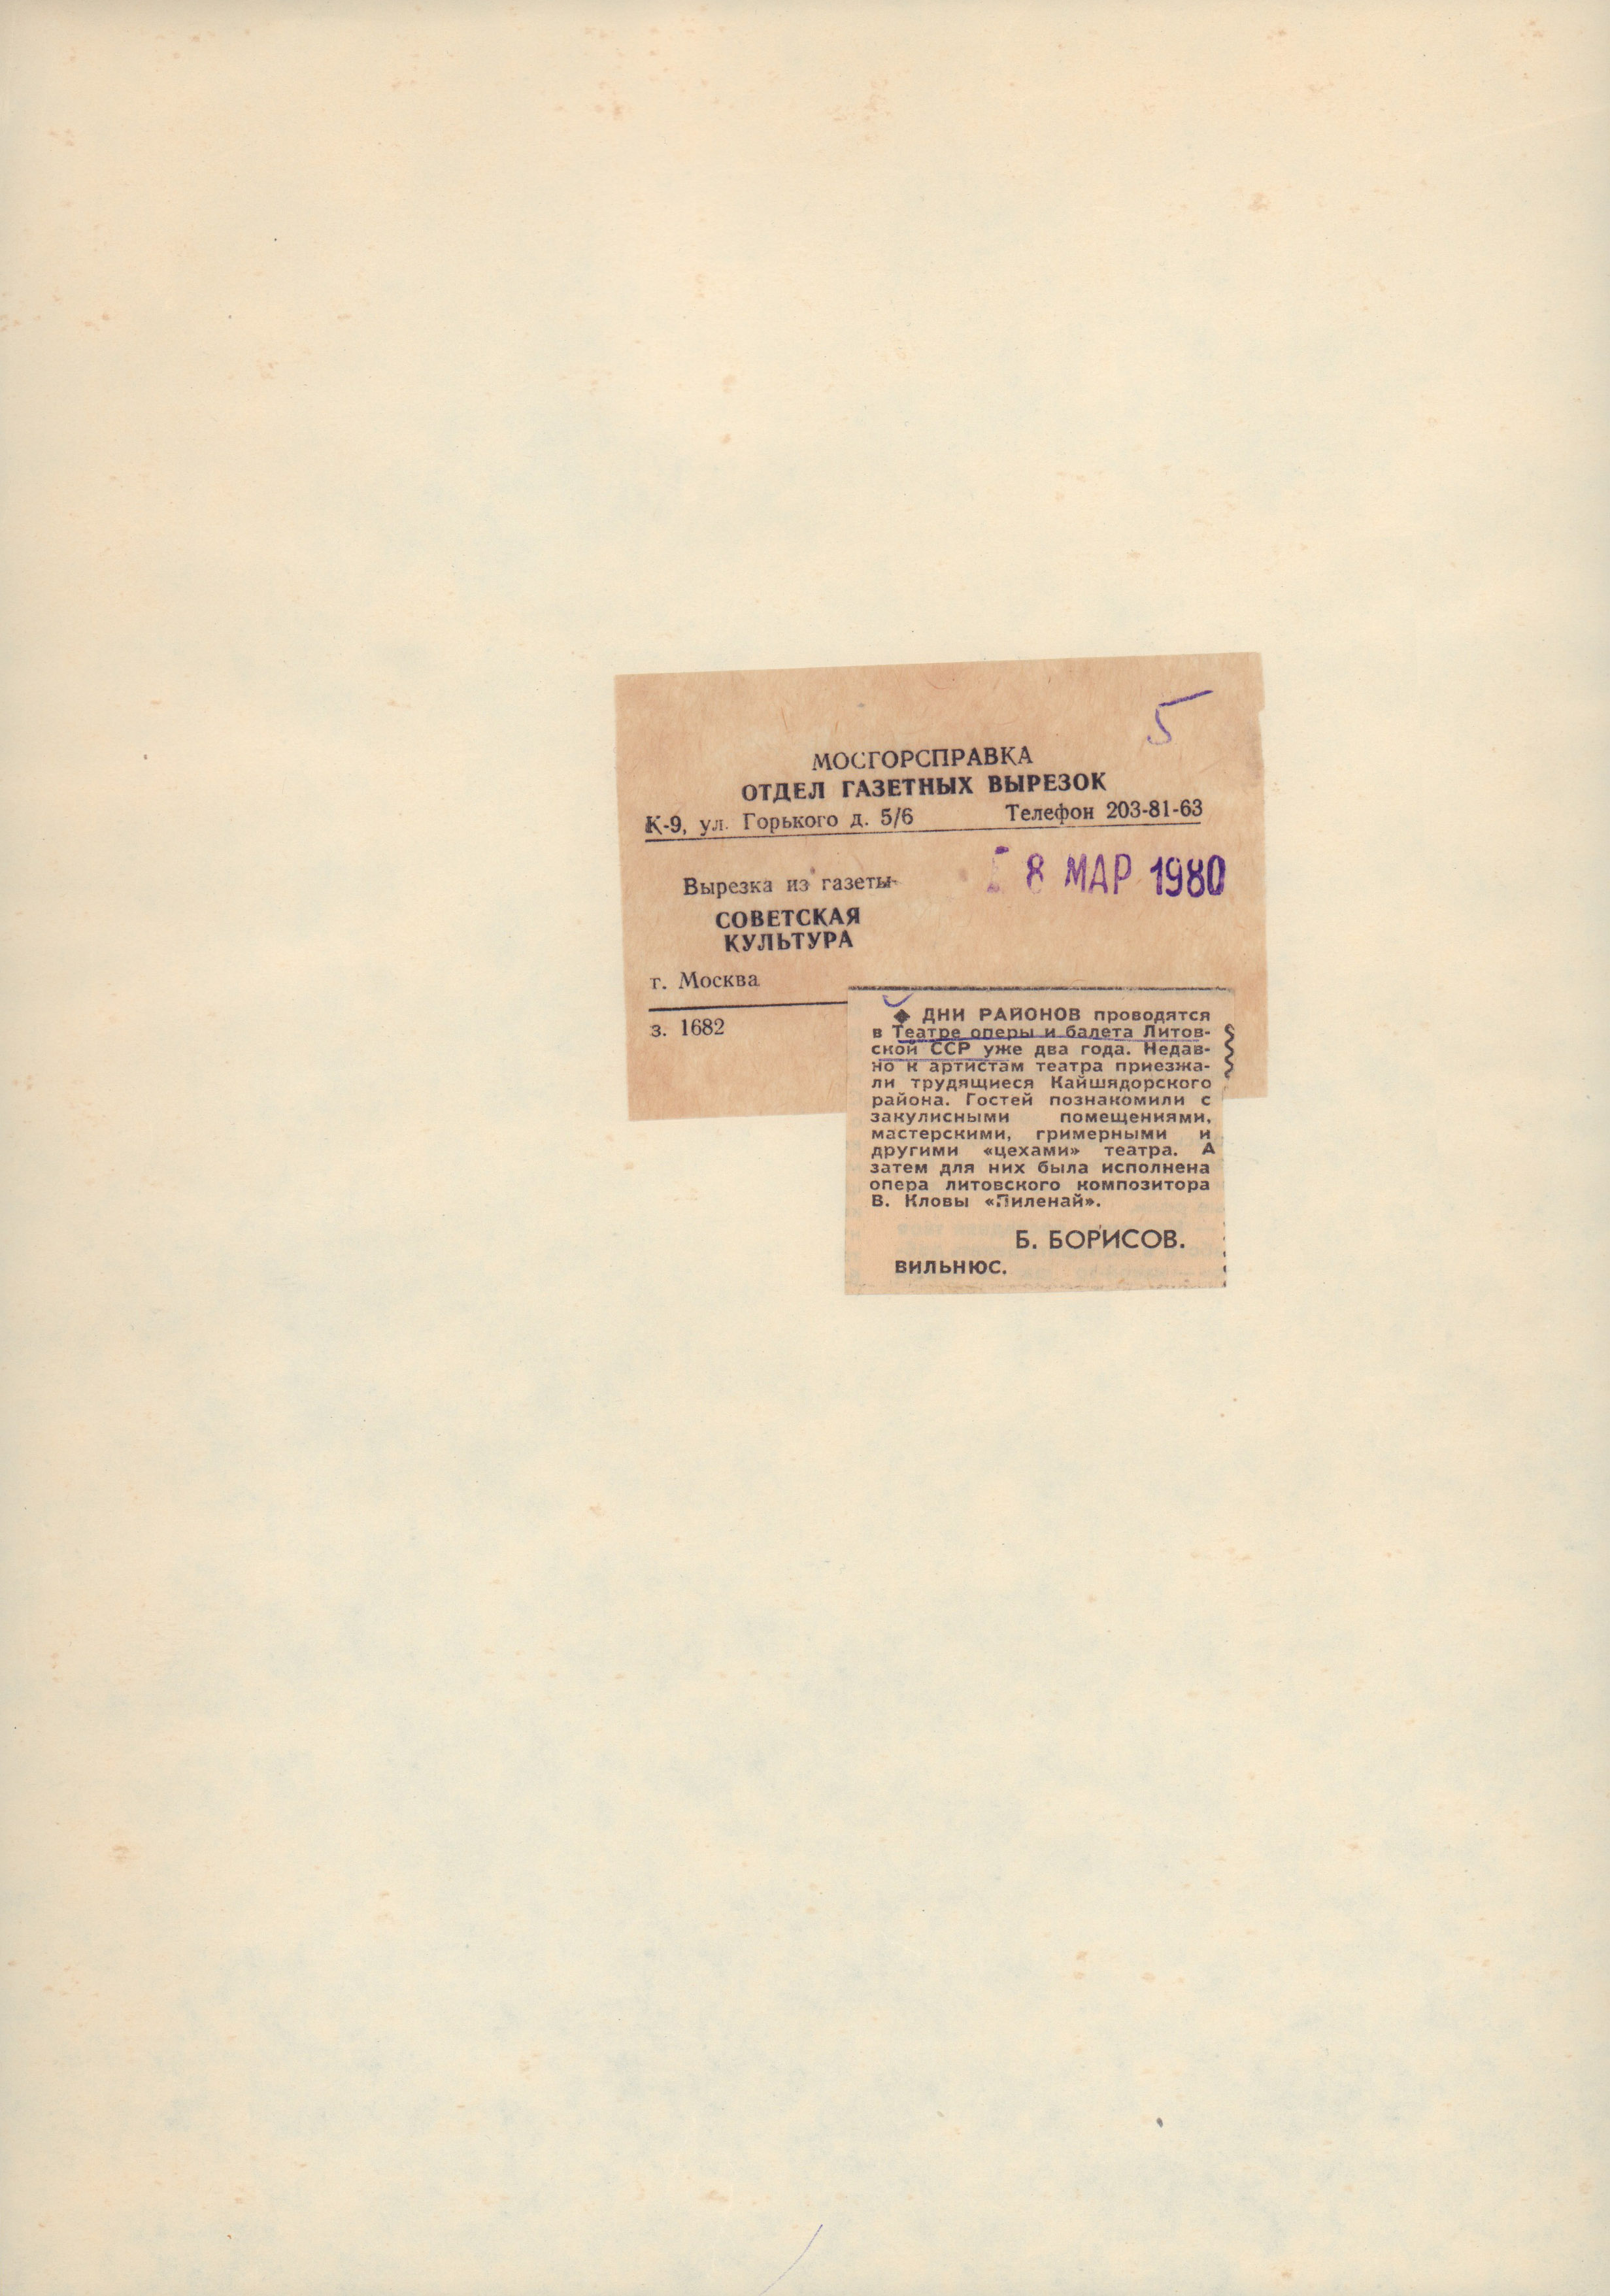 5
МОСГОРСПРАВКА
ОТДЕЛ ГАЗЕТНЫХ ВЫРЕЗОК
К-9, ул. Горького д. 5/6 Телефон 203-81-63
Вырезка из газеты
8 МАР 1980
СОВЕТСКАЯ
КУЛЬТУРА
г. Москва
з. 1682
◆ ДНИ РАЙОНОВ проводятся
в Театре оперы и балета Литов-
ской ССР уже два года. Недав-
но к артистам театра приезжа-
ли трудящиеся Кайшядорского
района. Гостей познакомили с
закулисными помещениями,
мастерскими, гримерными и
другими «цехами» театра. А
затем для них была исполнена
опера литовского композитора
В. Кловы «Пиленай».
Б. БОРИСОВ.
ВИЛЬНЮС.